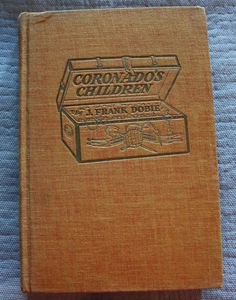 CORONADO'S
CHILDREN
By J. FRANK DOBIE